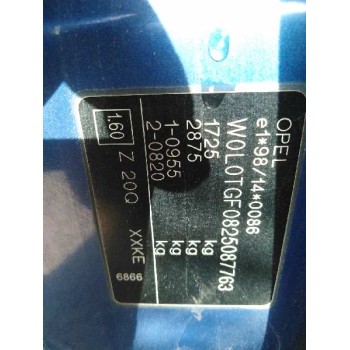 OPEL
e1*98/14*0086
W0L0TGF0825087763
1725 kg
2875 kg
1-0955 kg
2-0820 kg
1.60 Z 20Q XXKE
6866